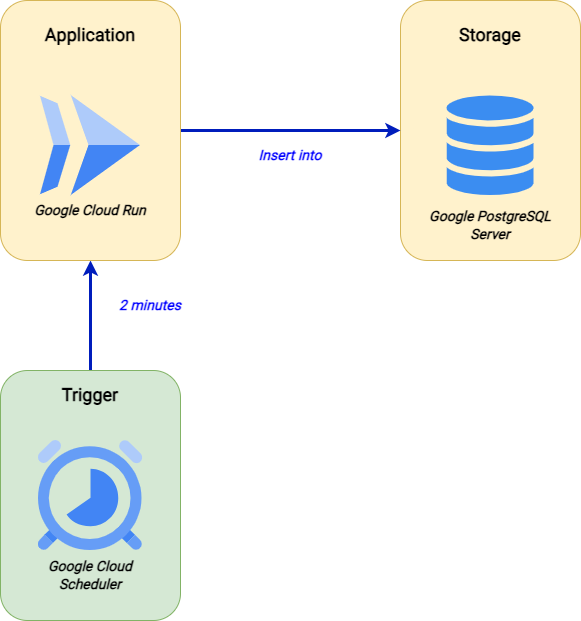 Application
Storage
Insert into
Google Cloud Run
Google PostgreSQL
Server
2 minutes
Trigger
Google Cloud
Scheduler